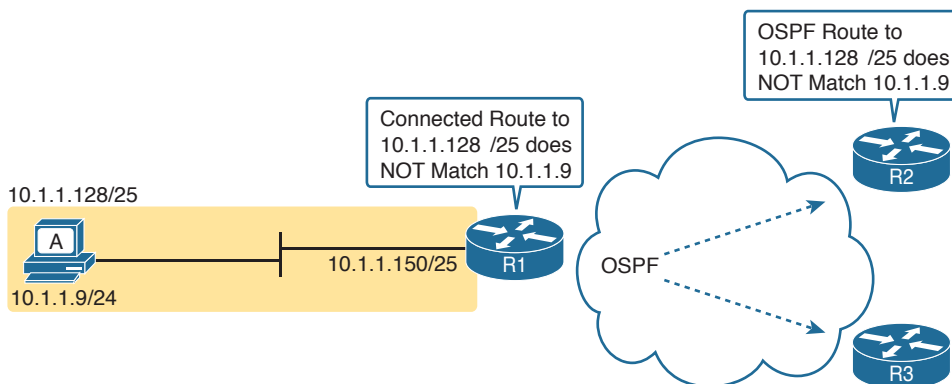 OSPF Route to
10.1.1.128 /25 does
NOT Match 10.1.1.9
Connected Route to
10.1.1.128 /25 does
NOT Match 10.1.1.9
R2
10.1.1.128/25
A
10.1.1.150/25
R1
OSPF
10.1.1.9/24
R3